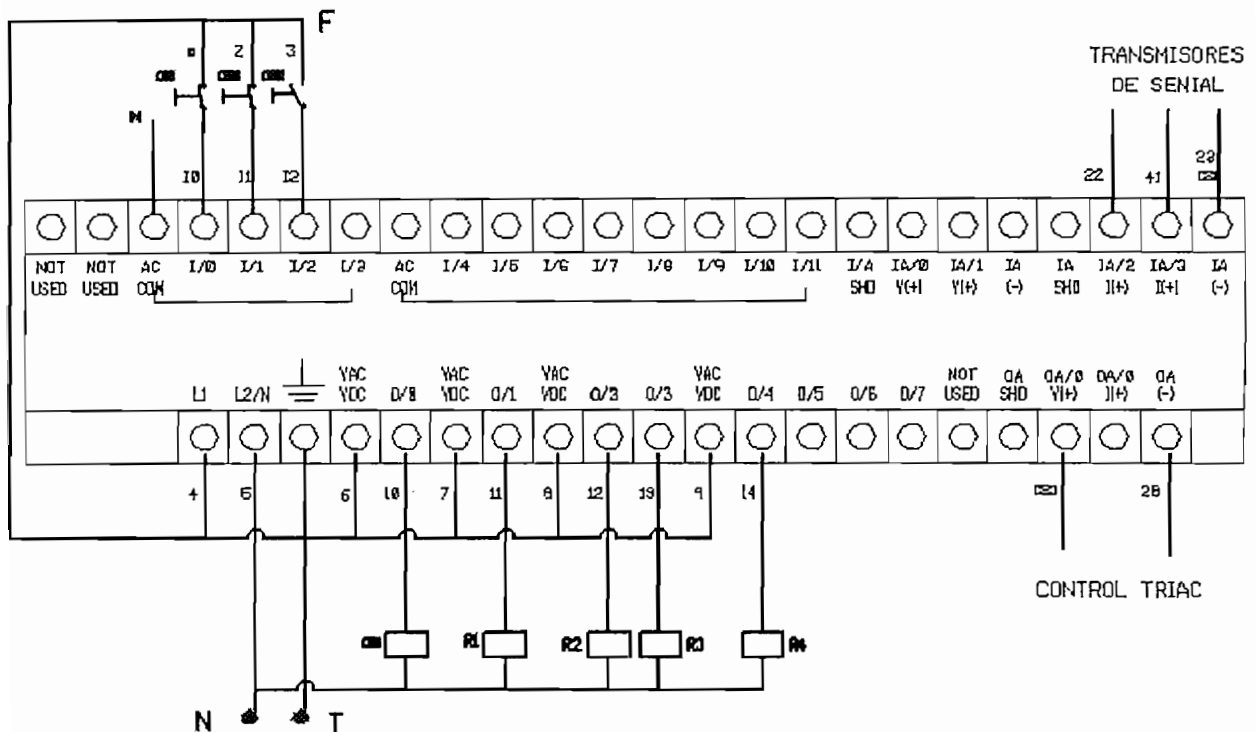 F
2 3
TRANSMISORES
DE SENIAL
N
I0 I1 I2 22 41 23
NOT USED
NOT USED
AC COM
I/0
I/1
I/2
I/3
AC COM
I/4
I/5
I/6
I/7
I/8
I/9
I/10
I/11
I/A SHD
IA/0 V(+)
IA/1 V(+)
IA (-)
IA SHD
IA/2 I(+)
IA/3 I(+)
IA (-)
L1
L2/N
VAC VDC
O/0
VAC VDC
O/1
VAC VDC
O/2
O/3
VAC VDC
O/4
O/5
O/6
O/7
NOT USED
OA SHD
OA/0 V(+)
OA/0 I(+)
OA (-)
4 5 6 10 7 11 8 12 13 9 14 28
CONTROL TRIAC
R1 R2 R3 R4
N T